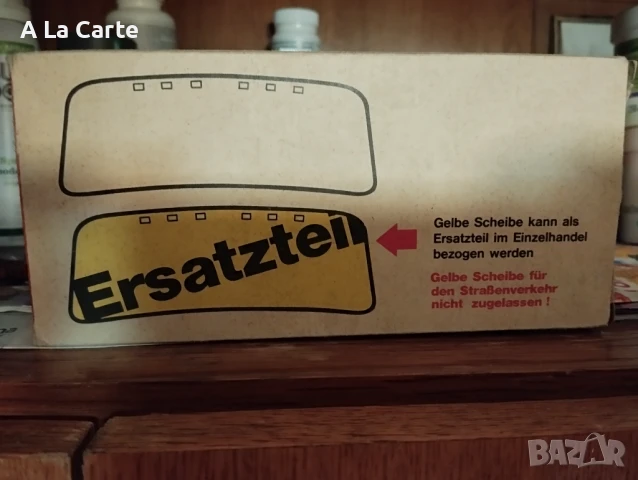 A La Carte
Ersatzteil
Gelbe Scheibe kann als
Ersatzteil im Einzelhandel
bezogen werden
Gelbe Scheibe für
den Straßenverkehr
nicht zugelassen !
BAZAR